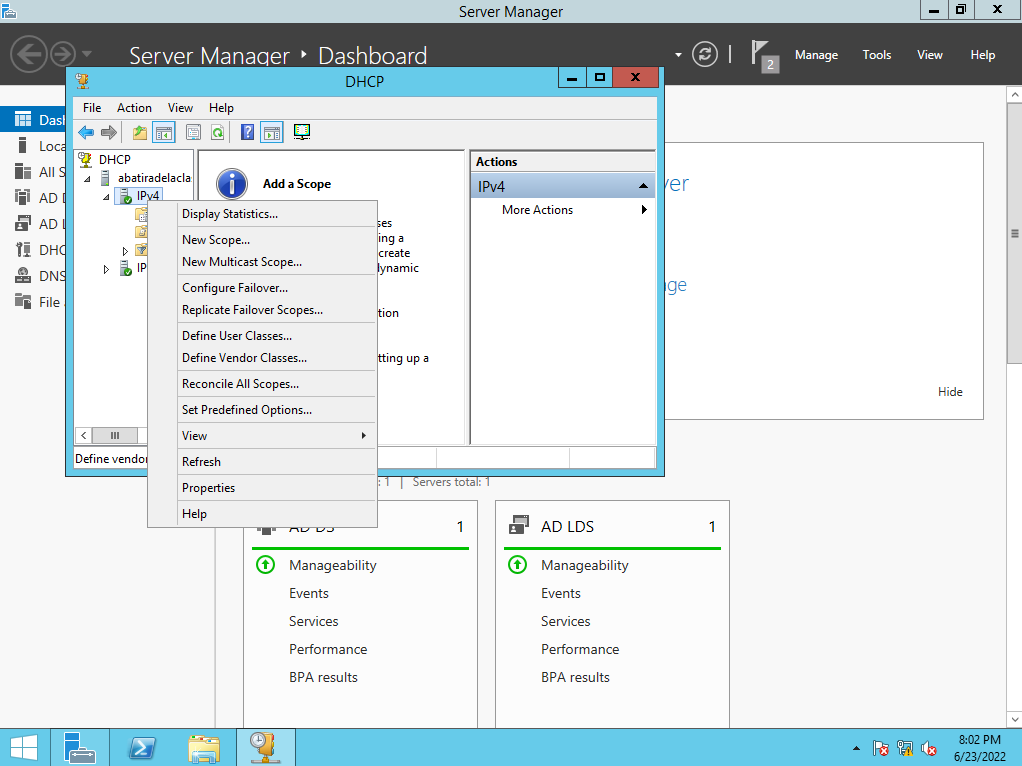 Server Manager
Server Manager ‣ Dashboard
2
Manage
Tools
View
Help
DHCP
File
Action
View
Help
DHCP
abatiradelaclas
IPv4
IP
Add a Scope
Actions
IPv4
More Actions
Display Statistics...
New Scope...
New Multicast Scope...
Configure Failover...
Replicate Failover Scopes...
Define User Classes...
Define Vendor Classes...
Reconcile All Scopes...
Set Predefined Options...
View
Refresh
Properties
Help
ses
ing a
create
lynamic
tion
tting up a
Define vendo
Dash
Loca
All S
AD D
AD L
DHC
DNS
File a
ver
age
Hide
: 1 | Servers total: 1
AD DS 1
Manageability
Events
Services
Performance
BPA results
AD LDS 1
Manageability
Events
Services
Performance
BPA results
8:02 PM
6/23/2022